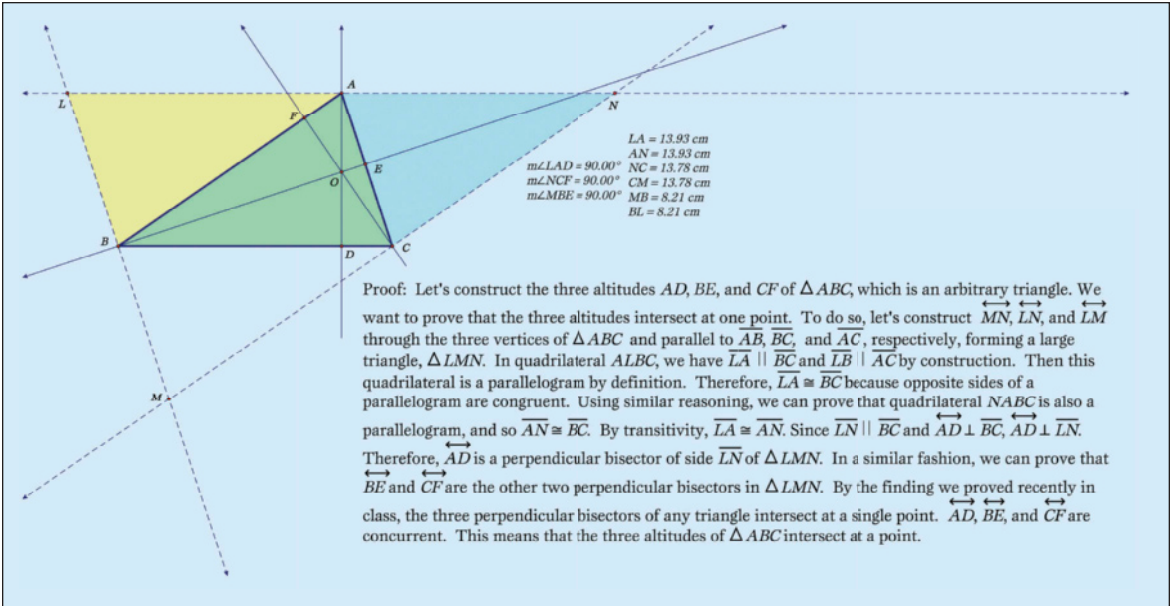 A
L
N
F
LA = 13.93 cm
AN = 13.93 cm
m∠LAD = 90.00° NC = 13.78 cm
m∠NCF = 90.00° CM = 13.78 cm
m∠MBE = 90.00° MB = 8.21 cm
BL = 8.21 cm
E
O
B
D
C
M
Proof: Let's construct the three altitudes AD, BE, and CF of ΔABC, which is an arbitrary triangle. We
want to prove that the three altitudes intersect at one point. To do so, let's construct MN, LN, and LM
through the three vertices of ΔABC and parallel to AB, BC, and AC, respectively, forming a large
triangle, ΔLMN. In quadrilateral ALBC, we have LA || BC and LB || AC by construction. Then this
quadrilateral is a parallelogram by definition. Therefore, LA ≅ BC because opposite sides of a
parallelogram are congruent. Using similar reasoning, we can prove that quadrilateral NABC is also a
parallelogram, and so AN ≅ BC. By transitivity, LA ≅ AN. Since LN || BC and AD ⊥ BC, AD ⊥ LN.
Therefore, AD is a perpendicular bisector of side LN of ΔLMN. In a similar fashion, we can prove that
BE and CF are the other two perpendicular bisectors in ΔLMN. By the finding we proved recently in
class, the three perpendicular bisectors of any triangle intersect at a single point. AD, BE, and CF are
concurrent. This means that the three altitudes of ΔABC intersect at a point.